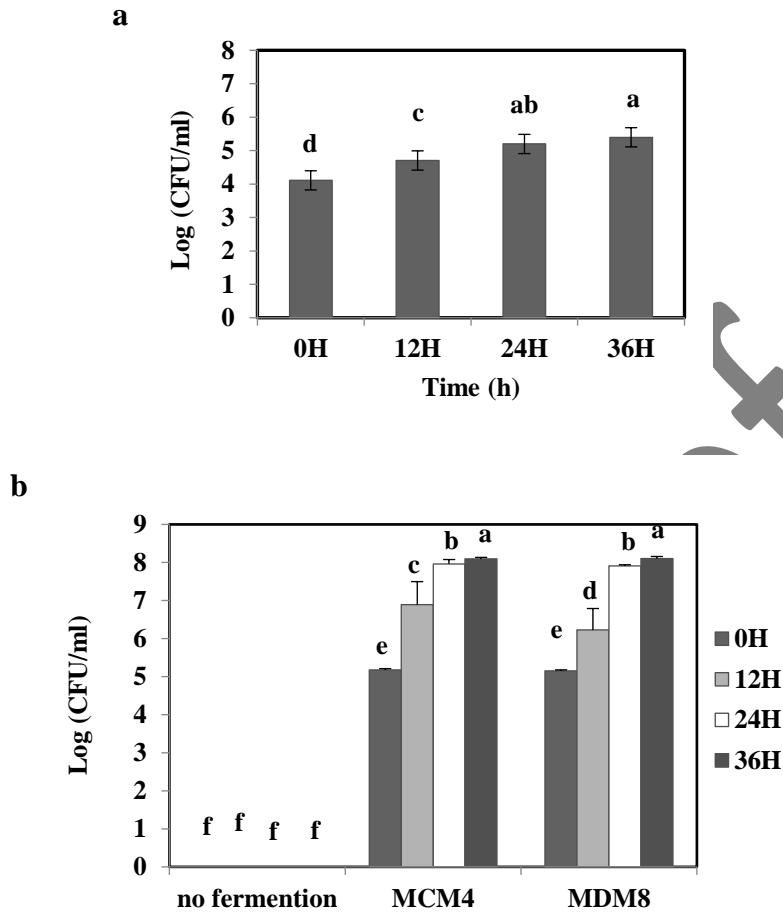 a
8
7
6
5
4
3
2
1
0
Log (CFU/ml)
d
c
ab
a
0H 12H 24H 36H
Time (h)
f
b
9
8
7
6
5
4
3
2
1
0
Log (CFU/ml)
f f f f
e c b a
e d b a
no fermention MCM4 MDM8
0H
12H
24H
36H